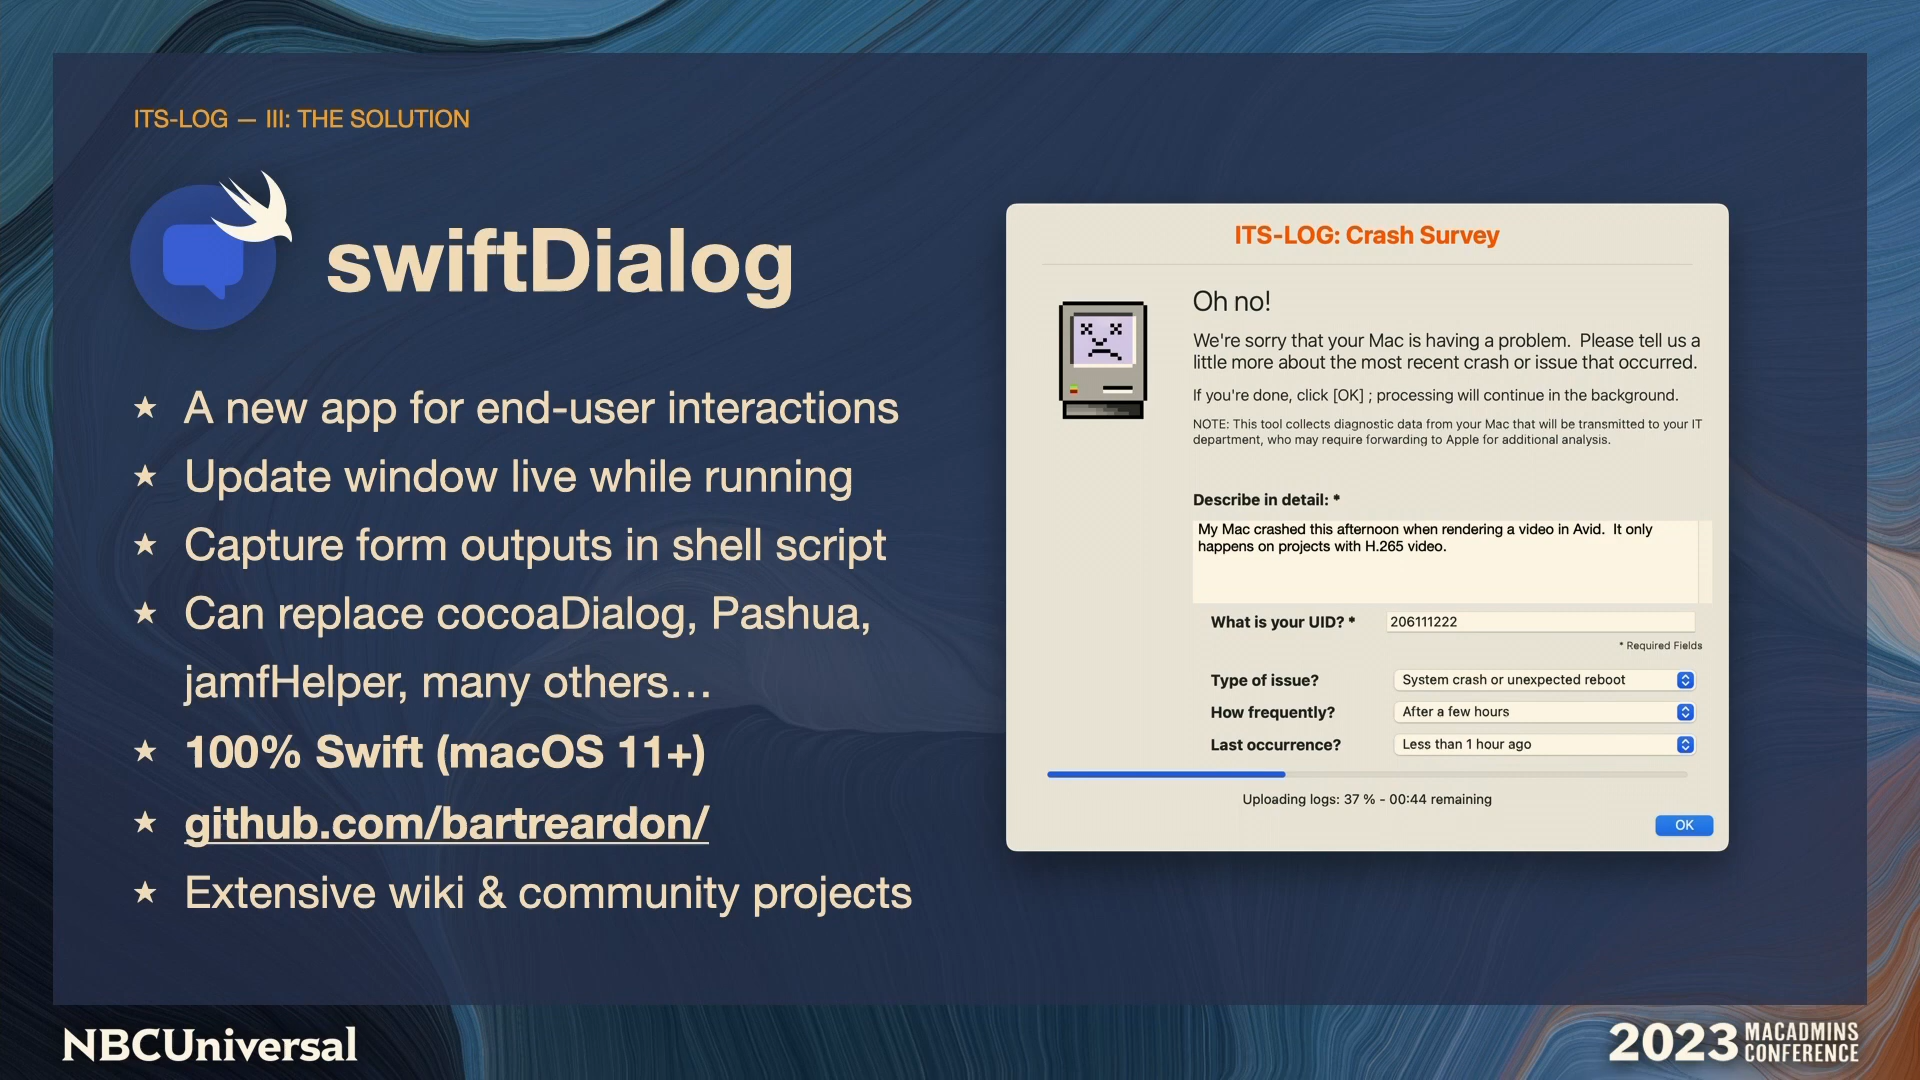 ITS-LOG — III: THE SOLUTION
swiftDialog
★ A new app for end-user interactions
★ Update window live while running
★ Capture form outputs in shell script
★ Can replace cocoaDialog, Pashua,
jamfHelper, many others…
★ 100% Swift (macOS 11+)
★ github.com/bartreardon/
★ Extensive wiki & community projects
ITS-LOG: Crash Survey
Oh no!
We're sorry that your Mac is having a problem.  Please tell us a
little more about the most recent crash or issue that occurred.
If you're done, click [OK] ; processing will continue in the background.
NOTE: This tool collects diagnostic data from your Mac that will be transmitted to your IT
department, who may require forwarding to Apple for additional analysis.
Describe in detail: *
My Mac crashed this afternoon when rendering a video in Avid.  It only
happens on projects with H.265 video.
What is your UID? * 206111222
* Required Fields
Type of issue? System crash or unexpected reboot
How frequently? After a few hours
Last occurrence? Less than 1 hour ago
Uploading logs: 37 % - 00:44 remaining
OK
NBCUniversal
2023 MACADMINS
CONFERENCE